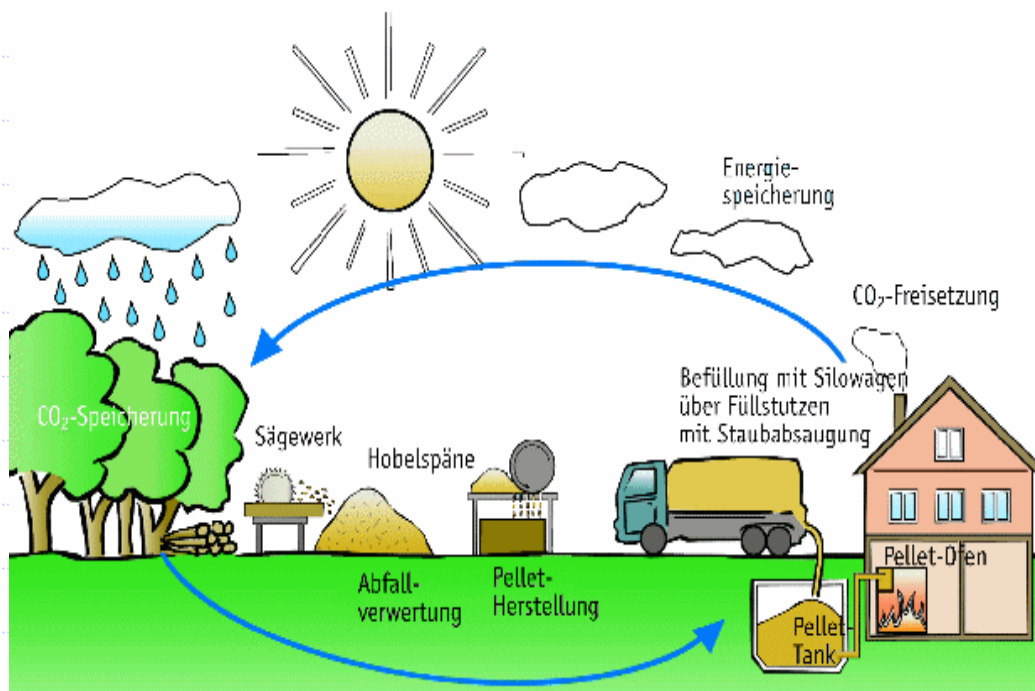 Energie-
speicherung
CO₂-Freisetzung
Befüllung mit Silowagen
über Füllstutzen
mit Staubabsaugung
CO₂-Speicherung
Sägewerk
Hobelspäne
Abfall-
verwertung
Pellet-
Herstellung
Pellet-Ofen
Pellet-
Tank